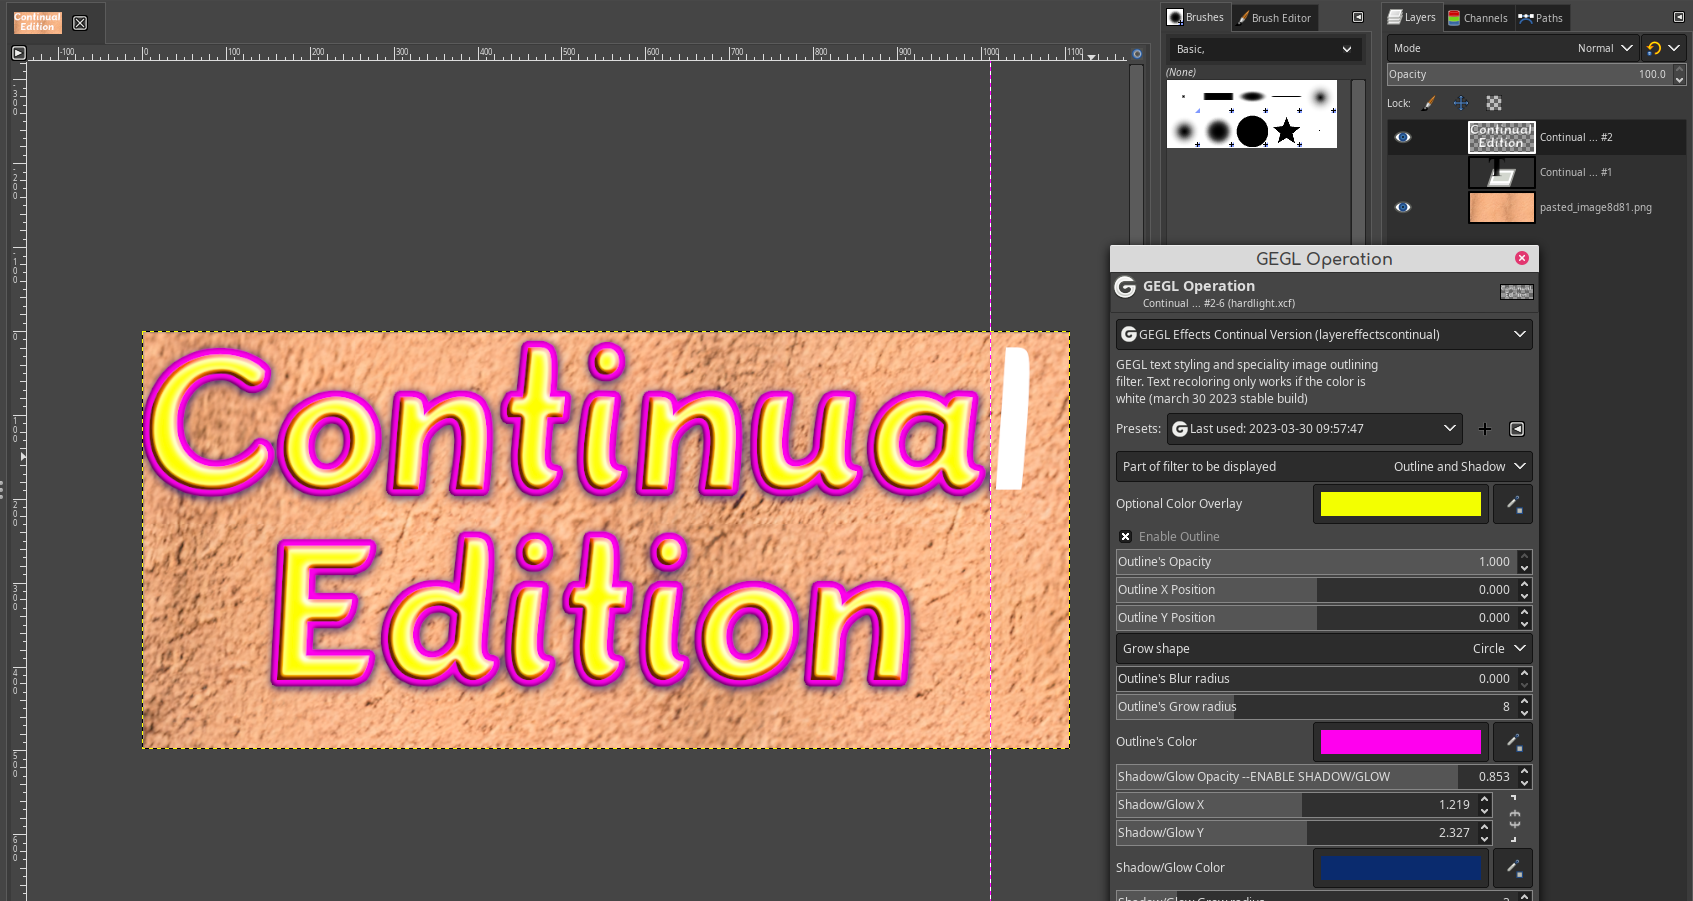 Continual
Edition
-100 0 100 200 300 400 500 600 700 800 900 1000 1100
Brushes
Brush Editor
Basic,
(None)
Layers
Channels
Paths
Mode
Normal
Opacity
100.0
Lock:
Continual
Edition
Continual ... #2
Continual ... #1
pasted_image8d81.png
Continual
Edition
GEGL Operation
GEGL Operation
Continual ... #2-6 (hardlight.xcf)
GEGL Effects Continual Version (layereffectscontinual)
GEGL text styling and speciality image outlining
filter. Text recoloring only works if the color is
white (march 30 2023 stable build)
Presets:
Last used: 2023-03-30 09:57:47
Part of filter to be displayed
Outline and Shadow
Optional Color Overlay
Enable Outline
Outline's Opacity
1.000
Outline X Position
0.000
Outline Y Position
0.000
Grow shape
Circle
Outline's Blur radius
0.000
Outline's Grow radius
8
Outline's Color
Shadow/Glow Opacity --ENABLE SHADOW/GLOW
0.853
Shadow/Glow X
1.219
Shadow/Glow Y
2.327
Shadow/Glow Color